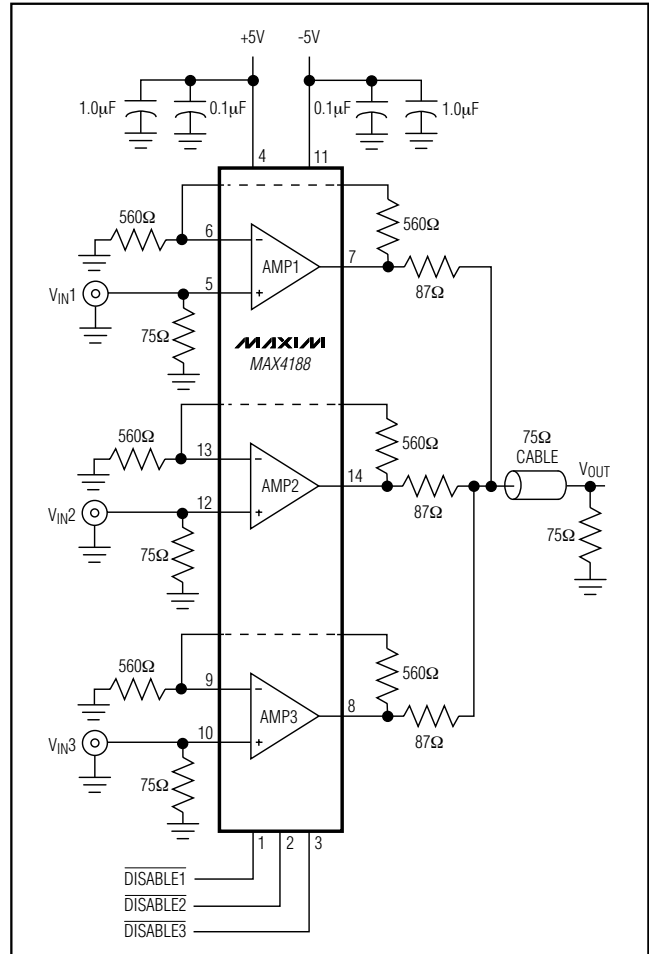 +5V -5V
1.0µF 0.1µF 0.1µF 1.0µF
4 11
560Ω 6 − 560Ω
AMP1 7
VIN1 5 + 87Ω
75Ω
MAXIM
MAX4188
560Ω 13 − 560Ω 75Ω CABLE VOUT
AMP2 14
VIN2 12 + 87Ω 75Ω
75Ω
560Ω 9 − 560Ω
AMP3 8
VIN3 10 + 87Ω
75Ω
1 2 3
DISABLE1
DISABLE2
DISABLE3